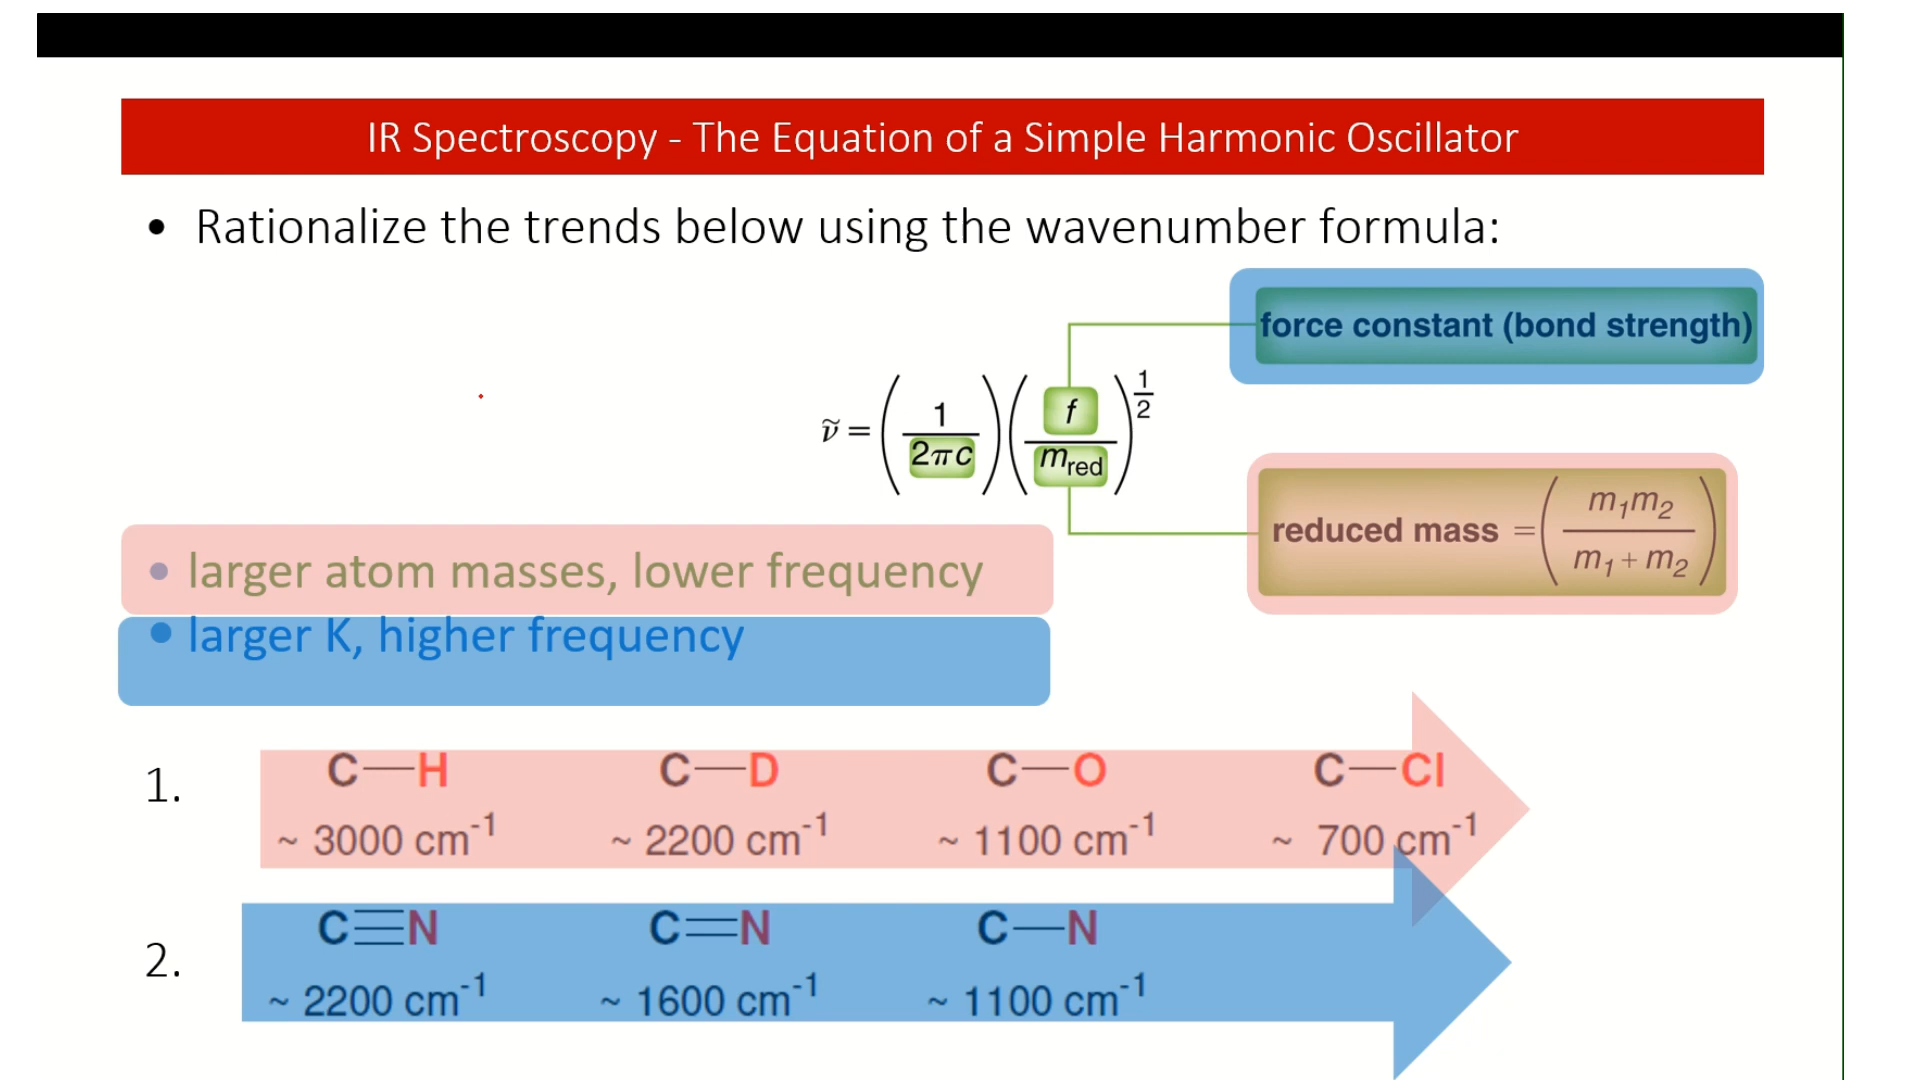 IR Spectroscopy - The Equation of a Simple Harmonic Oscillator
• Rationalize the trends below using the wavenumber formula:
force constant (bond strength)
ν̃ = (1/2πc)(f/m_red)^(1/2)
reduced mass = (m₁m₂/m₁+m₂)
• larger atom masses, lower frequency
• larger K, higher frequency
1. C—H C—D C—O C—Cl
~ 3000 cm⁻¹ ~ 2200 cm⁻¹ ~ 1100 cm⁻¹ ~ 700 cm⁻¹
2. C≡N C=N C—N
~ 2200 cm⁻¹ ~ 1600 cm⁻¹ ~ 1100 cm⁻¹